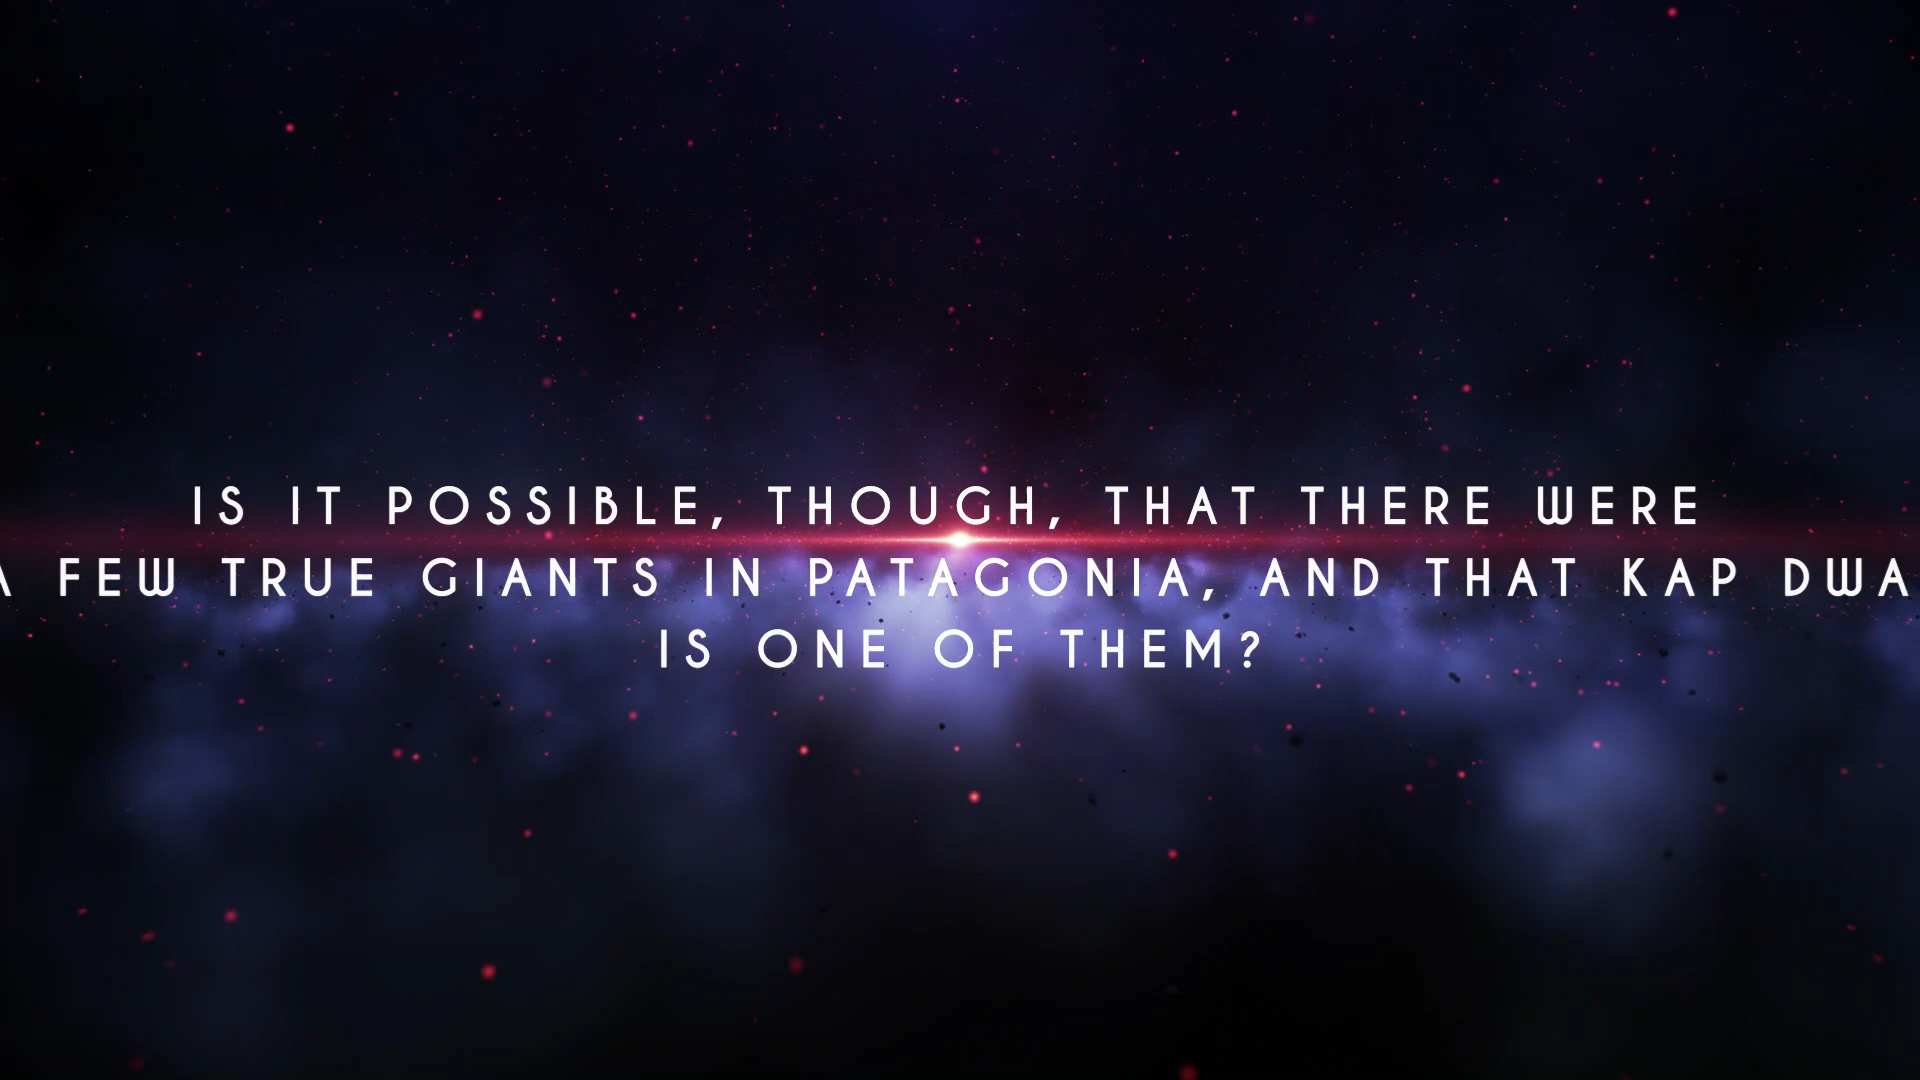 IS IT POSSIBLE, THOUGH, THAT THERE WERE
A FEW TRUE GIANTS IN PATAGONIA, AND THAT KAP DWA
IS ONE OF THEM?